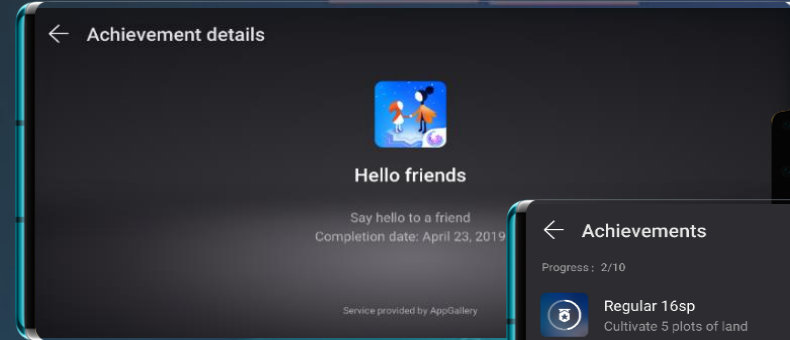 Achievement details
Hello friends
Say hello to a friend
Completion date: April 23, 2019
Service provided by AppGallery
Achievements
Progress: 2/10
Regular 16sp
Cultivate 5 plots of land